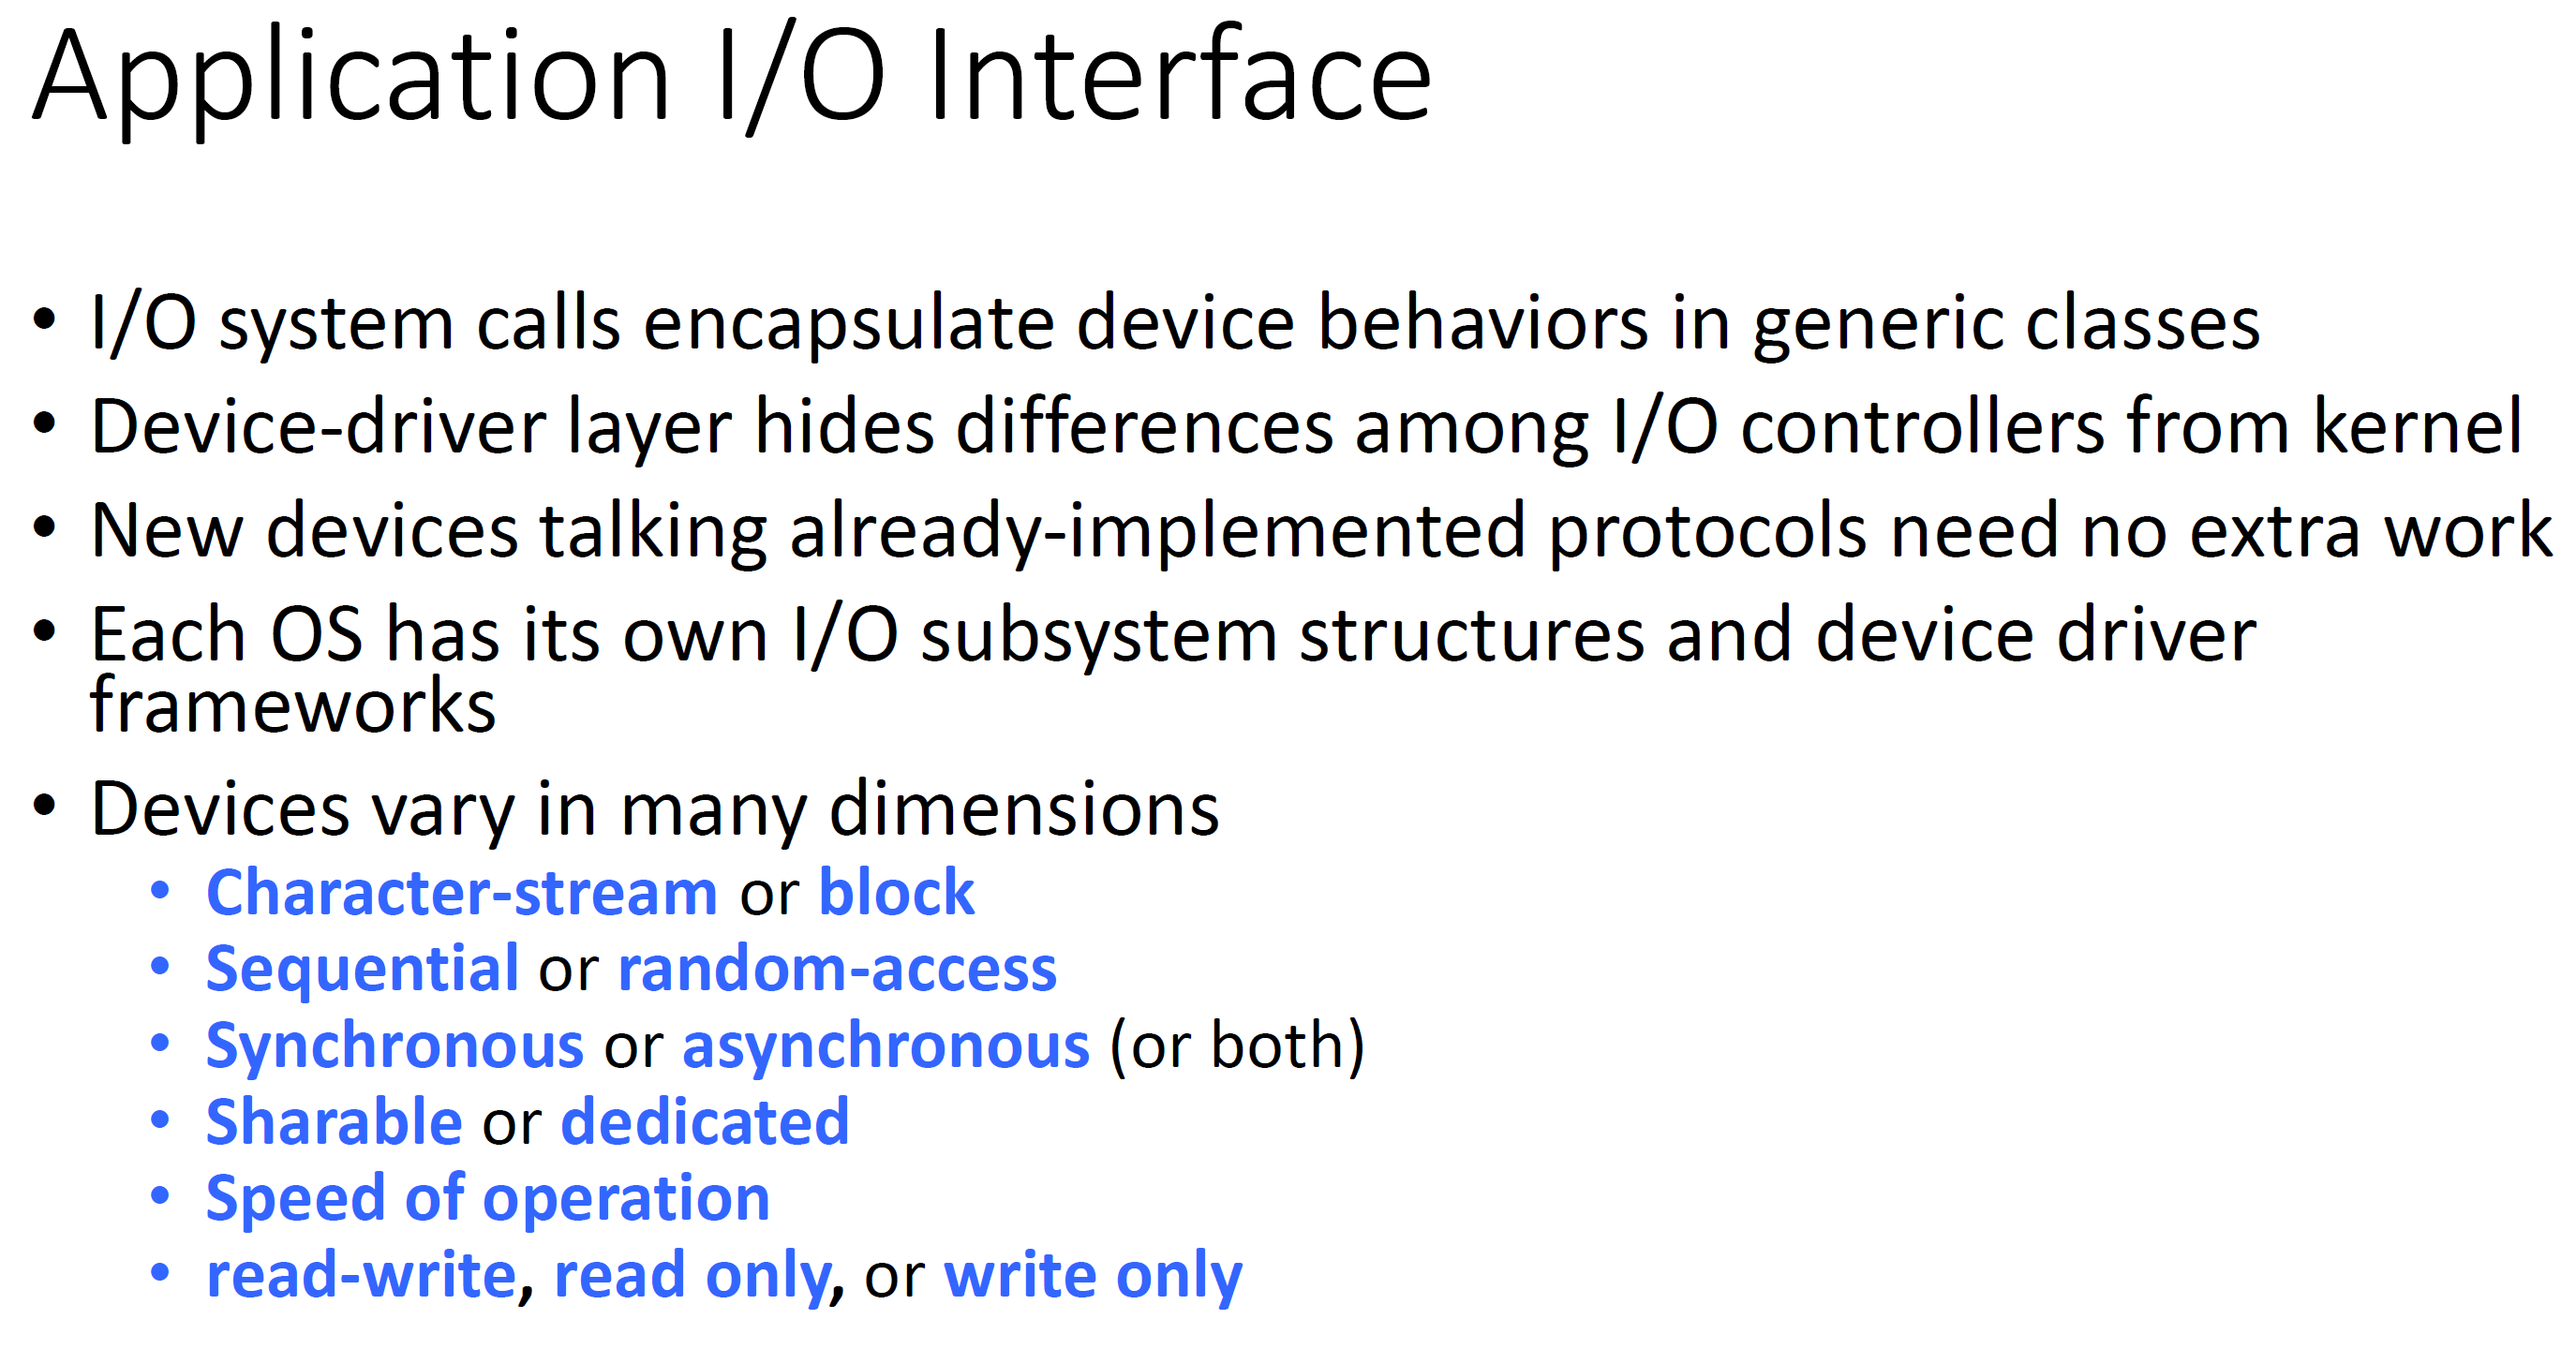 Application I/O Interface
• I/O system calls encapsulate device behaviors in generic classes
• Device-driver layer hides differences among I/O controllers from kernel
• New devices talking already-implemented protocols need no extra work
• Each OS has its own I/O subsystem structures and device driver
frameworks
• Devices vary in many dimensions
• Character-stream or block
• Sequential or random-access
• Synchronous or asynchronous (or both)
• Sharable or dedicated
• Speed of operation
• read-write, read only, or write only